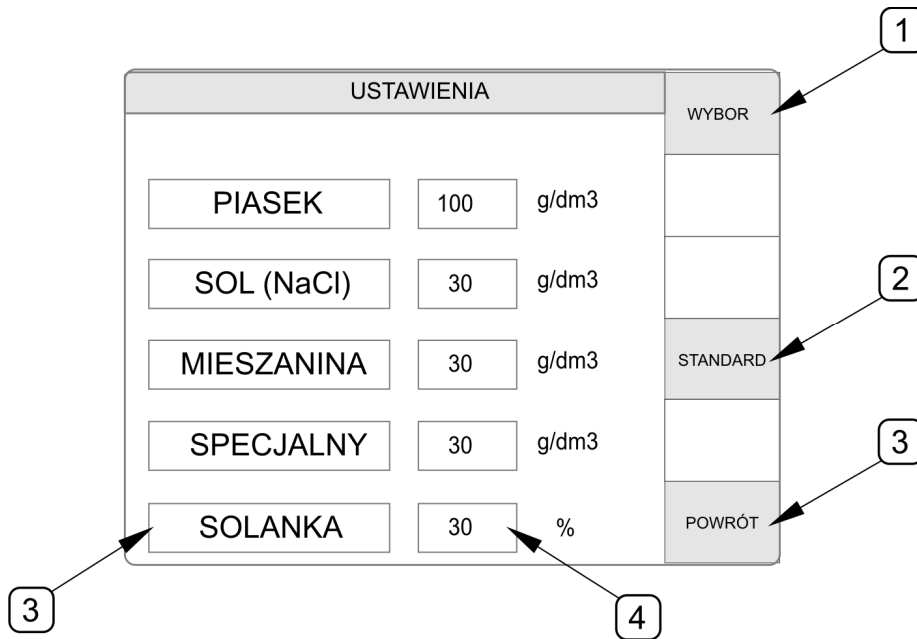 1
USTAWIENIA
WYBOR
PIASEK 100 g/dm3
SOL (NaCl) 30 g/dm3
2
MIESZANINA 30 g/dm3
STANDARD
SPECJALNY 30 g/dm3
3
SOLANKA 30 %
POWRÓT
3
4